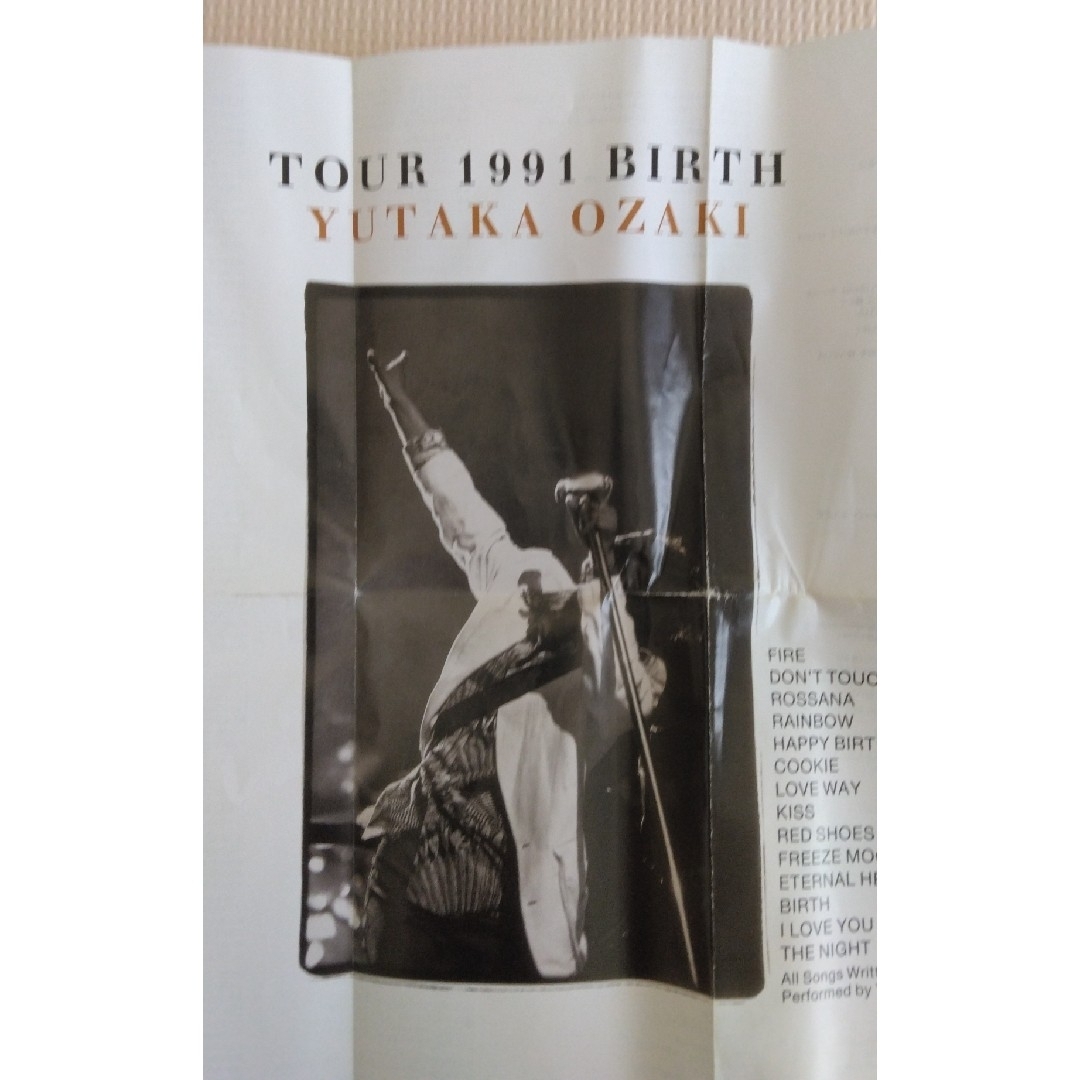 TOUR 1991 BIRTH
YUTAKA OZAKI
FIRE
DON'T TOUC
ROSSANA
RAINBOW
HAPPY BIRT
COOKIE
LOVE WAY
KISS
RED SHOES
FREEZE MO
ETERNAL HE
BIRTH
I LOVE YOU
THE NIGHT
All Songs Writ
Performed by